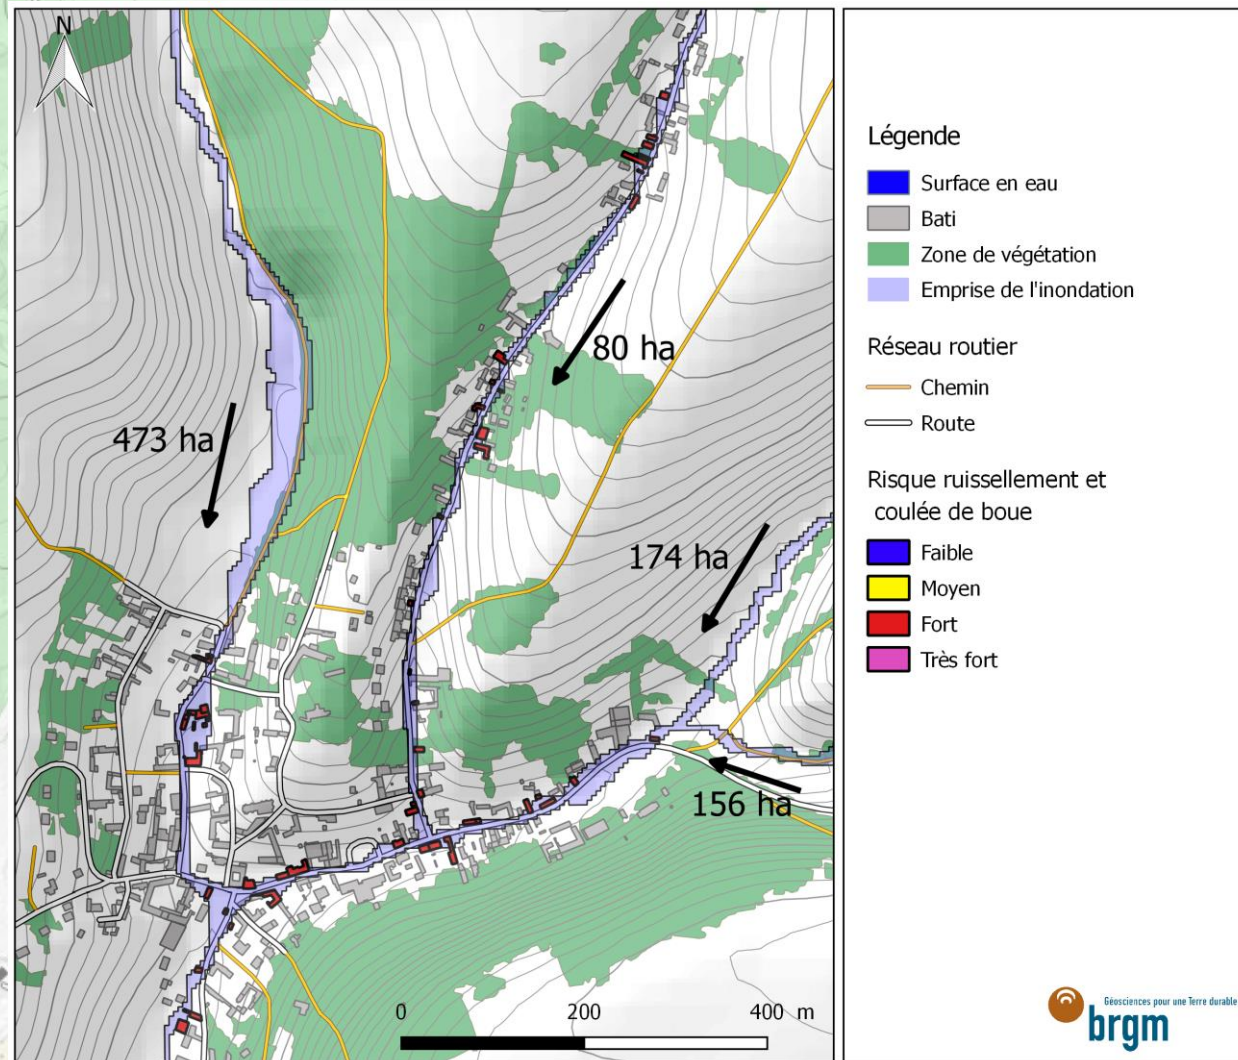 N
473 ha
80 ha
174 ha
156 ha
0 200 400 m
Légende
Surface en eau
Bati
Zone de végétation
Emprise de l'inondation
Réseau routier
Chemin
Route
Risque ruissellement et
coulée de boue
Faible
Moyen
Fort
Très fort
Géosciences pour une Terre durable
brgm